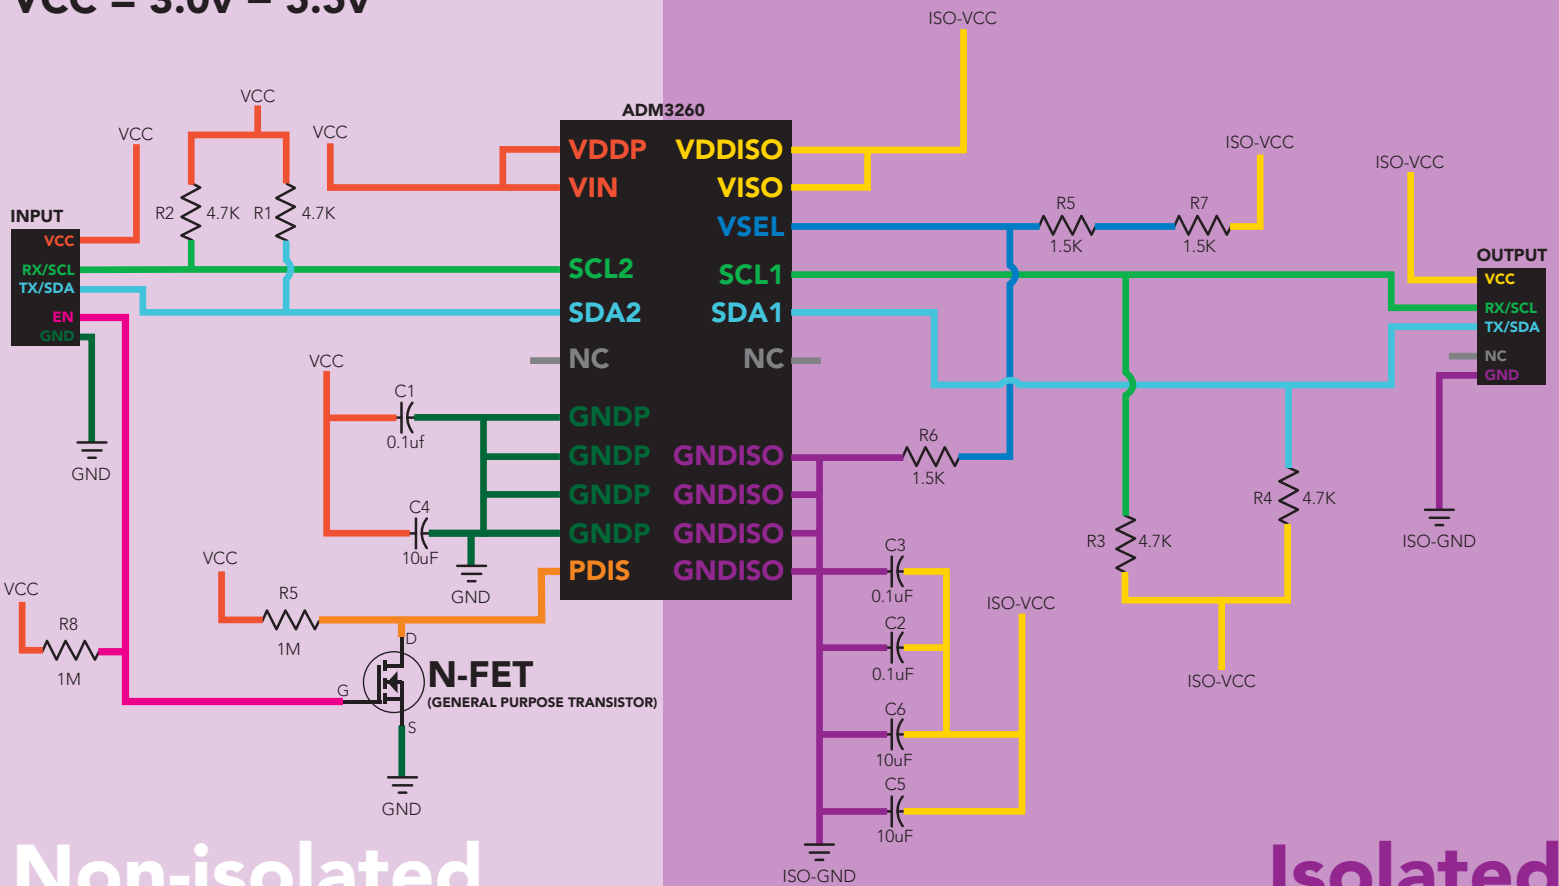 VCC = 3.0V – 5.5V
ISO-VCC
VCC
ADM3260
VCC
VCC
VDDP
VDDISO
VIN
VISO
ISO-VCC
ISO-VCC
R2
4.7K
R1
4.7K
VSEL
R5
1.5K
R7
1.5K
INPUT
VCC
RX/SCL
TX/SDA
EN
GND
SCL2
SCL1
SDA2
SDA1
NC
NC
OUTPUT
VCC
RX/SCL
TX/SDA
NC
GND
GND
VCC
C1
0.1uf
GNDP
GNDP
GNDP
GNDP
GNDISO
GNDISO
GNDISO
GNDISO
PDIS
R6
1.5K
C4
10uF
GND
R3
4.7K
R4
4.7K
ISO-GND
VCC
R5
1M
VCC
R8
1M
C3
0.1uF
C2
0.1uF
C6
10uF
C5
10uF
ISO-VCC
ISO-VCC
D
G
S
N-FET
(GENERAL PURPOSE TRANSISTOR)
GND
ISO-GND
Non-isolated
Isolated